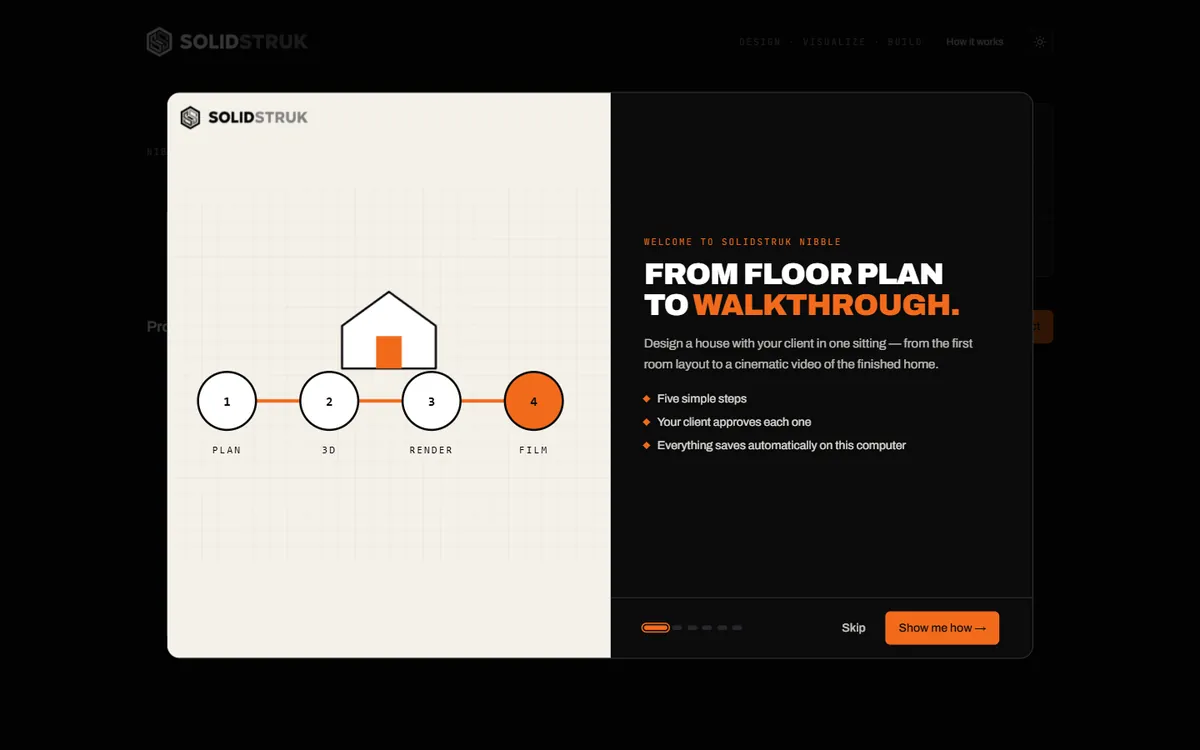 SOLIDSTRUK
DESIGN · VISUALIZE · BUILD
How it works
SOLIDSTRUK
1
2
3
4
PLAN
3D
RENDER
FILM
WELCOME TO SOLIDSTRUK NIBBLE
FROM FLOOR PLAN
TO WALKTHROUGH.
Design a house with your client in one sitting — from the first
room layout to a cinematic video of the finished home.
Five simple steps
Your client approves each one
Everything saves automatically on this computer
Skip
Show me how →